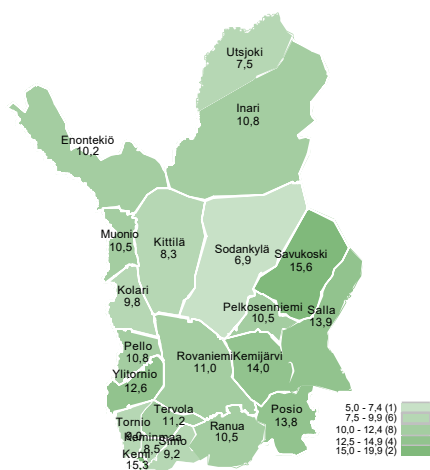 Utsjoki
7,5
Inari
10,8
Enontekiö
10,2
Muonio
10,5
Kittilä
8,3
Sodankylä
6,9
Savukoski
15,6
Kolari
9,8
Pelkosenniemi
10,5
Salla
13,9
Pello
10,8
Rovaniemi
11,0
Kemijärvi
14,0
Ylitornio
12,6
Tervola
11,2
Posio
13,8
Tornio
Keminmaa
8,5
Simo
9,2
Ranua
10,5
Kemi
15,3
5,0 - 7,4 (1)
7,5 - 9,9 (6)
10,0 - 12,4 (8)
12,5 - 14,9 (4)
15,0 - 19,9 (2)